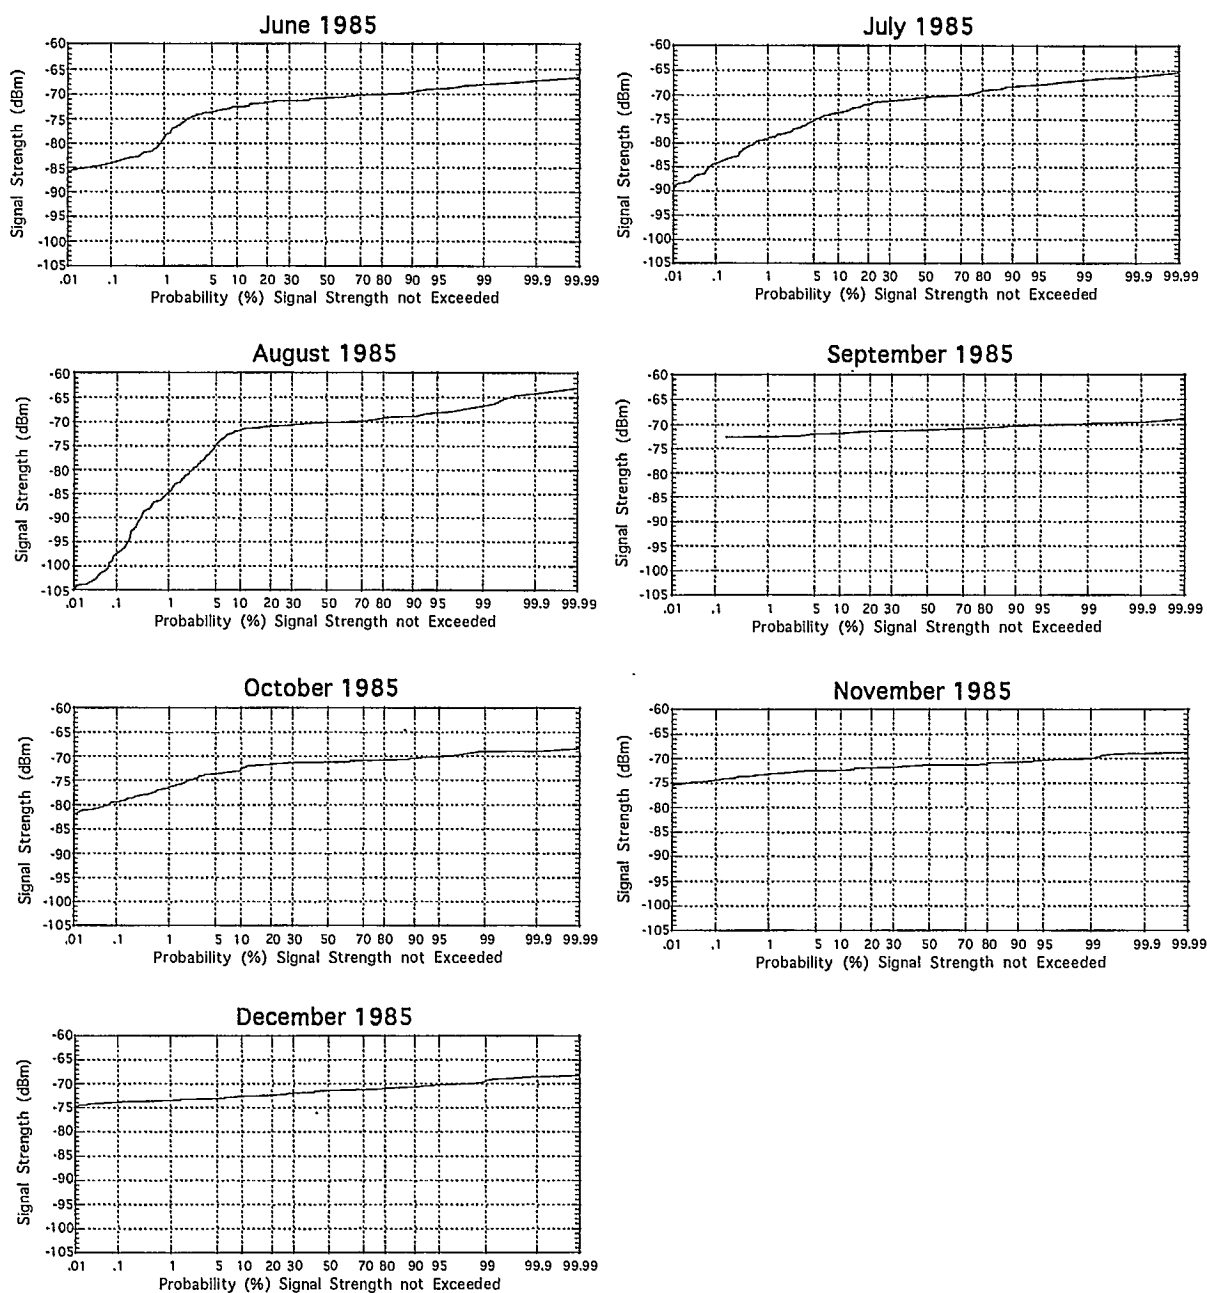 June 1985
Signal Strength (dBm)
-60
-65
-70
-75
-80
-85
-90
-95
-100
-105
.01 .1 1 5 10 20 30 50 70 80 90 95 99 99.9 99.99
Probability (%) Signal Strength not Exceeded
July 1985
Signal Strength (dBm)
-60
-65
-70
-75
-80
-85
-90
-95
-100
-105
.01 .1 1 5 10 20 30 50 70 80 90 95 99 99.9 99.99
Probability (%) Signal Strength not Exceeded
August 1985
Signal Strength (dBm)
-60
-65
-70
-75
-80
-85
-90
-95
-100
-105
.01 .1 1 5 10 20 30 50 70 80 90 95 99 99.9 99.99
Probability (%) Signal Strength not Exceeded
September 1985
Signal Strength (dBm)
-60
-65
-70
-75
-80
-85
-90
-95
-100
-105
.01 .1 1 5 10 20 30 50 70 80 90 95 99 99.9 99.99
Probability (%) Signal Strength not Exceeded
October 1985
Signal Strength (dBm)
-60
-65
-70
-75
-80
-85
-90
-95
-100
-105
.01 .1 1 5 10 20 30 50 70 80 90 95 99 99.9 99.99
Probability (%) Signal Strength not Exceeded
November 1985
Signal Strength (dBm)
-60
-65
-70
-75
-80
-85
-90
-95
-100
-105
.01 .1 1 5 10 20 30 50 70 80 90 95 99 99.9 99.99
Probability (%) Signal Strength not Exceeded
December 1985
Signal Strength (dBm)
-60
-65
-70
-75
-80
-85
-90
-95
-100
-105
.01 .1 1 5 10 20 30 50 70 80 90 95 99 99.9 99.99
Probability (%) Signal Strength not Exceeded